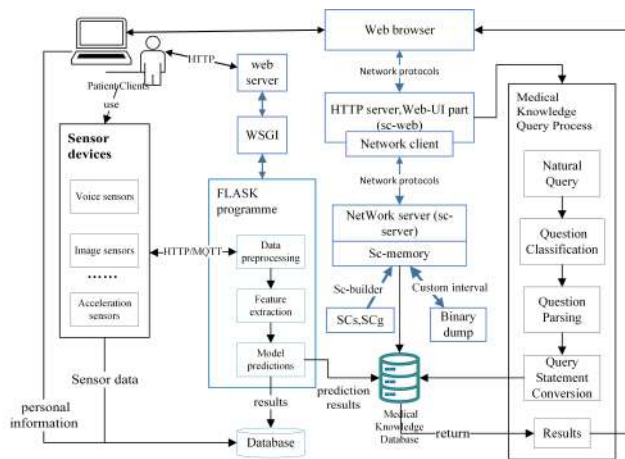 Web browser
HTTP
web
server
Network protocols
Patient Clients
use
HTTP server,Web-UI part
(sc-web)
Network client
Medical
Knowledge
Query Process
WSGI
Sensor
devices
Voice sensors
Image sensors
......
Acceleration
sensors
Network protocols
Natural
Query
FLASK
programme
NetWork server (sc-
server)
Sc-memory
Question
Classification
HTTP/MQTT
Data
preprocessing
Sc-builder
Custom interval
Feature
extraction
SCs,SCg
Binary
dump
Question
Parsing
Model
predictions
Query
Statement
Conversion
Sensor data
personal
information
results
prediction
results
Medical
Knowledge
Database
return
Results
Database